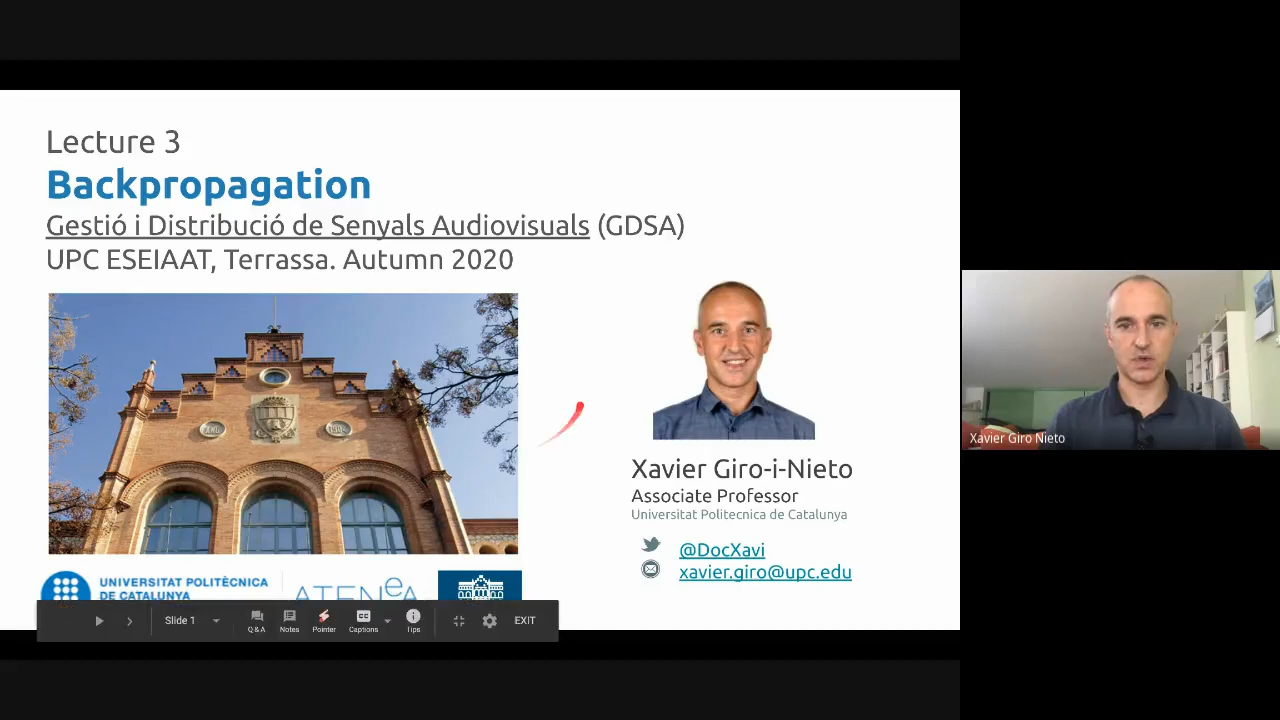 Lecture 3
Backpropagation
Gestió i Distribució de Senyals Audiovisuals (GDSA)
UPC ESEIAAT, Terrassa. Autumn 2020
Xavier Giro-i-Nieto
Associate Professor
Universitat Politecnica de Catalunya
@DocXavi
xavier.giro@upc.edu
UNIVERSITAT POLITÈCNICA
DE CATALUNYA
ATENeA
Slide 1
Q & A
Notes
Pointer
Captions
Tips
EXIT
Xavier Giro Nieto